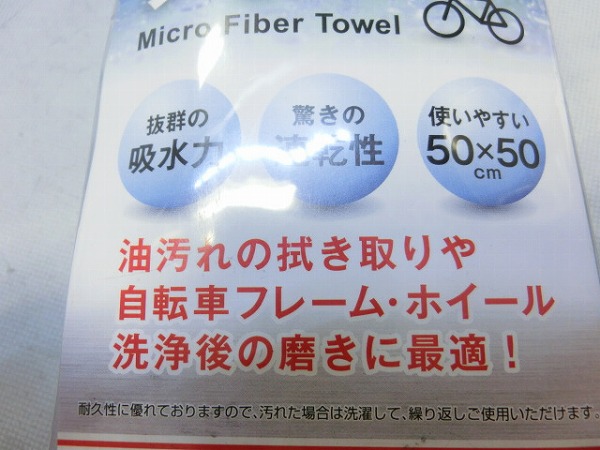 Micro Fiber Towel
抜群の
吸水力
驚きの
速乾性
使いやすい
50×50
cm
油汚れの拭き取りや
自転車フレーム・ホイール
洗浄後の磨きに最適！
耐久性に優れておりますので、汚れた場合は洗濯して、繰り返しご使用いただけます。